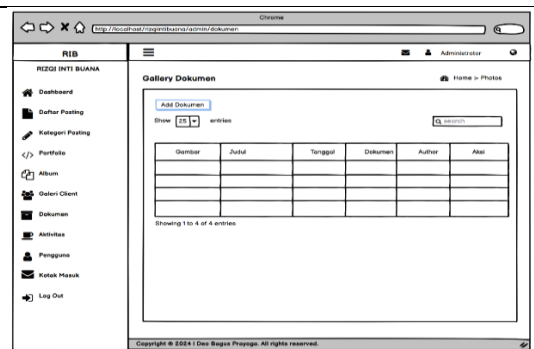 Chrome
http://localhost/rizqintibuana/admin/dokumen
RIB
Administrator
RIZQI INTI BUANA
Gallery Dokumen
Home > Photos
Dashboard
Daftar Posting
Kategori Posting
Portfolio
Album
Galeri Client
Dokumen
Aktivitas
Pengguna
Kotak Masuk
Log Out
Add Dokumen
Show 25 entries
search
Gambar Judul Tanggal Dokumen Author Aksi
Showing 1 to 4 of 4 entries
Copyright © 2024 | Deo Bagus Prayogo. All rights reserved.